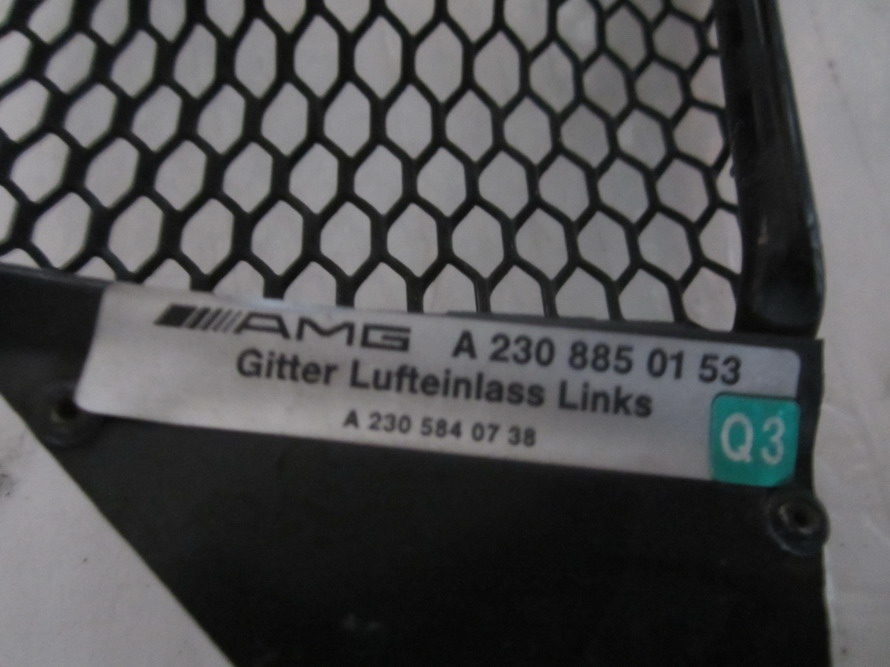 AMG A 230 885 01 53
Gitter Lufteinlass Links
A 230 584 07 38
Q3